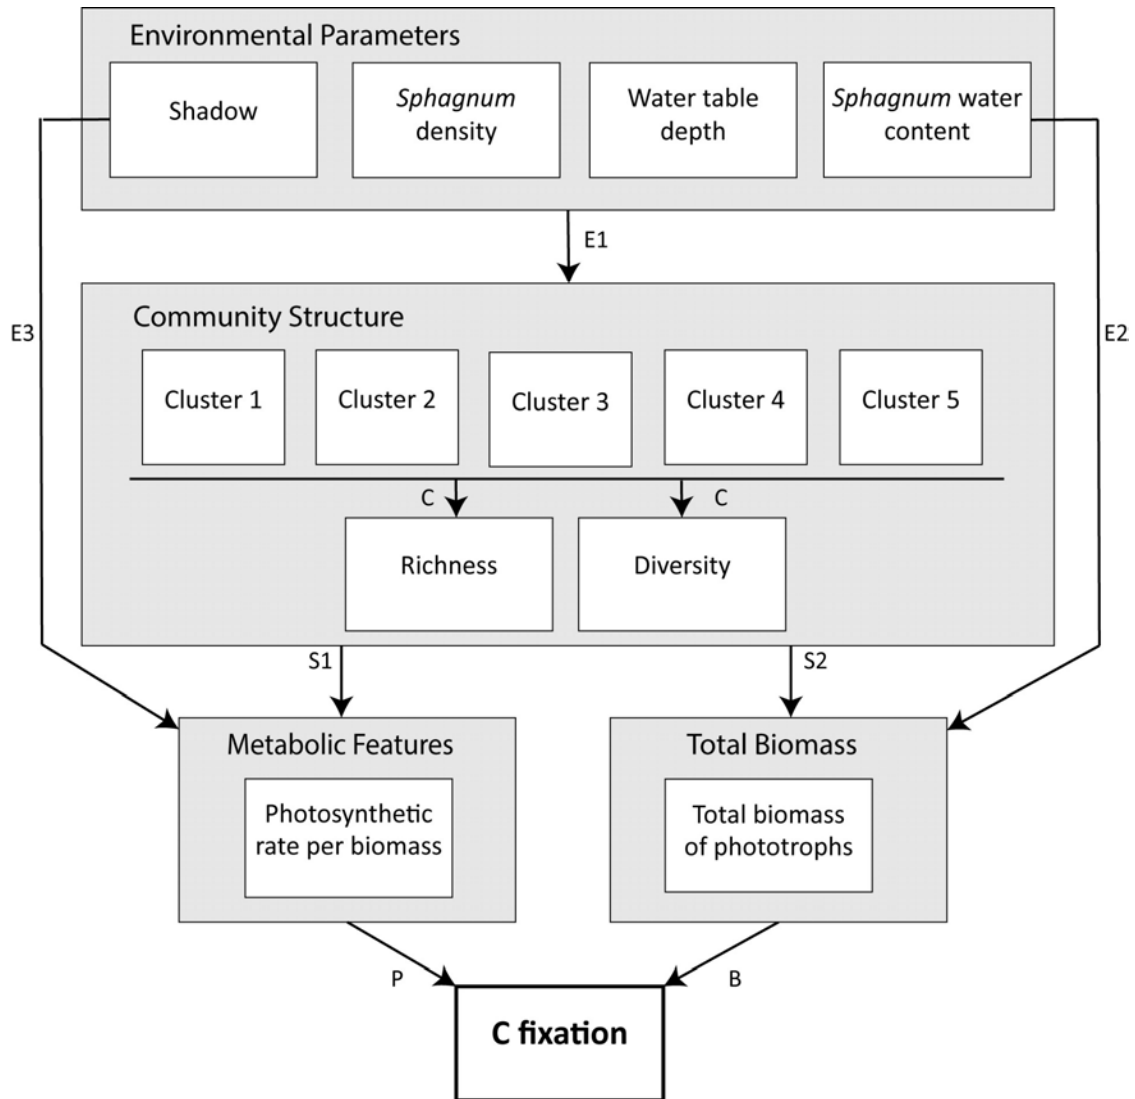 Environmental Parameters
Shadow
Sphagnum
density
Water table
depth
Sphagnum water
content
E1
E3
E2
Community Structure
Cluster 1
Cluster 2
Cluster 3
Cluster 4
Cluster 5
C
C
Richness
Diversity
S1
S2
Metabolic Features
Photosynthetic
rate per biomass
Total Biomass
Total biomass
of phototrophs
P
B
C fixation